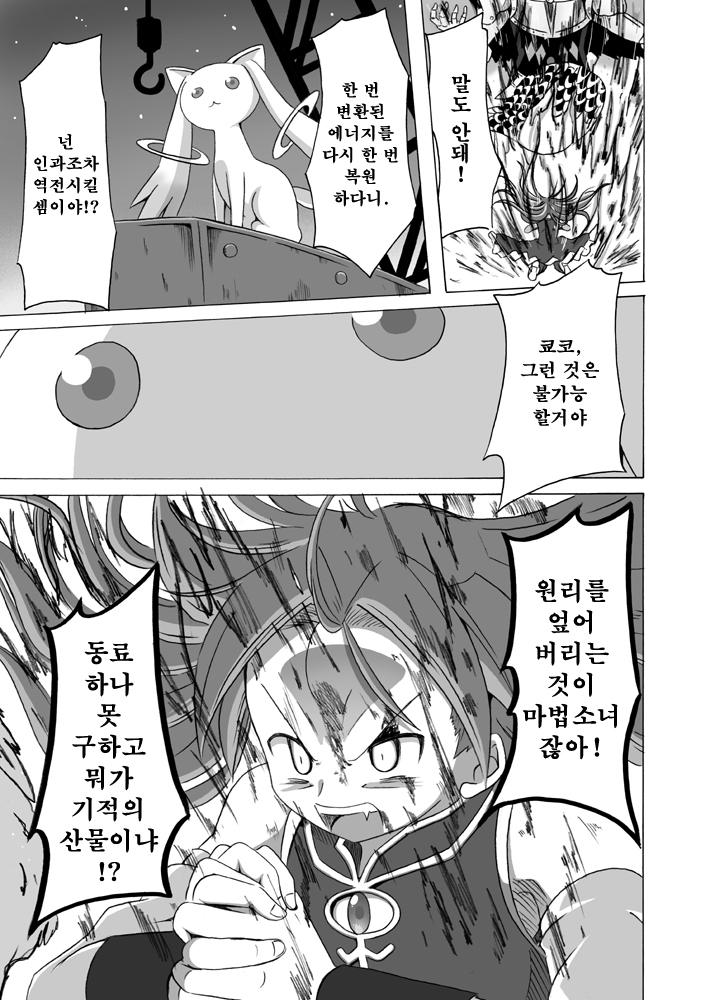 말도 안돼!
한 번
변환된
에너지를
다시 한 번
복원
하다니.
넌
인과조차
역전시킬
셈이야!?
쿄코,
그런 것은
불가능
할거야
원리를
엎어
버리는
것이
마법소녀
잖아!
동료
하나
못
구하고
뭐가
기적의
산물이냐
!?